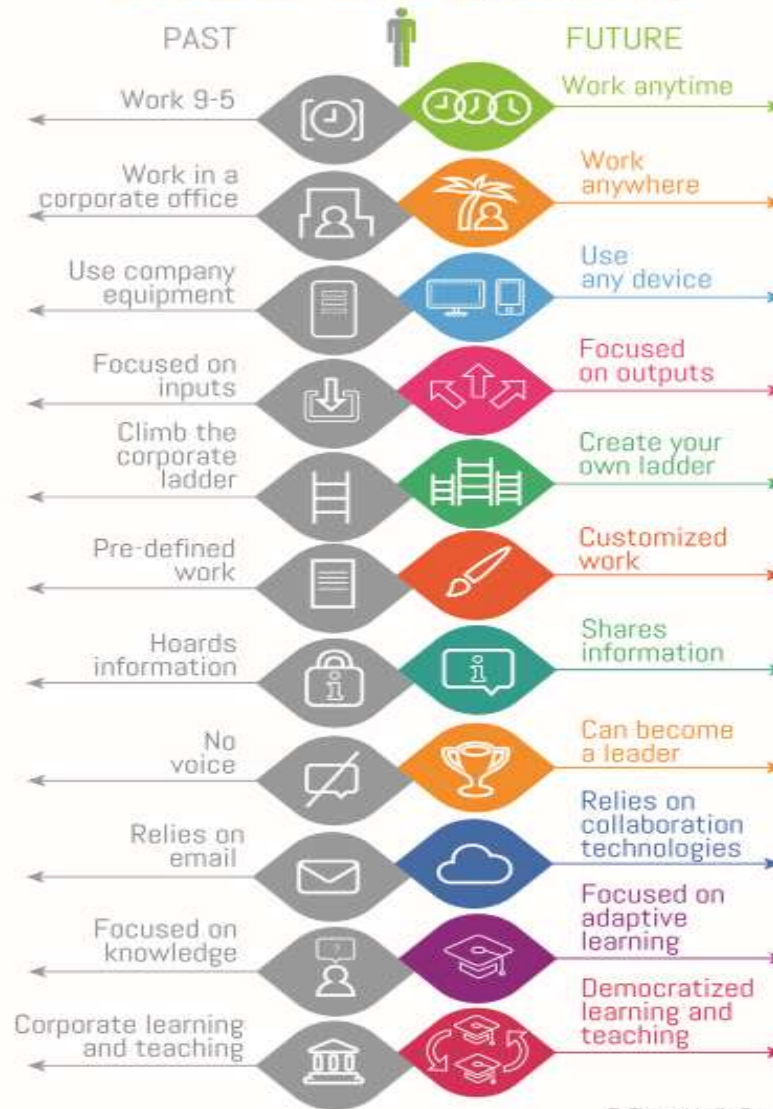 PAST
FUTURE
Work 9-5
Work anytime
Work in a
corporate office
Work
anywhere
Use company
equipment
Use
any device
Focused on
inputs
Focused
on outputs
Climb the
corporate
ladder
Create your
own ladder
Pre-defined
work
Customized
work
Hoards
information
i
Shares
information
i
No
voice
Can become
a leader
Relies on
email
Relies on
collaboration
technologies
Focused on
knowledge
?
Focused on
adaptive
learning
Corporate learning
and teaching
Democratized
learning and
teaching